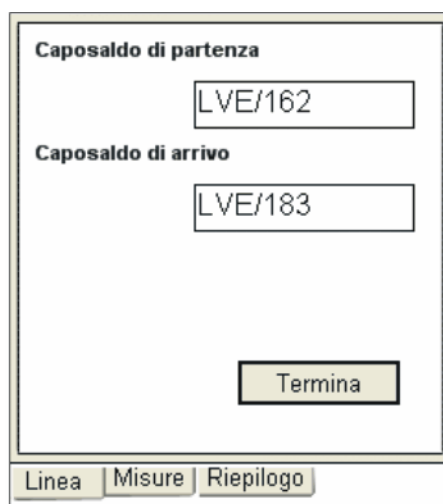 Caposaldo di partenza
LVE/162
Caposaldo di arrivo
LVE/183
Termina
Linea Misure Riepilogo